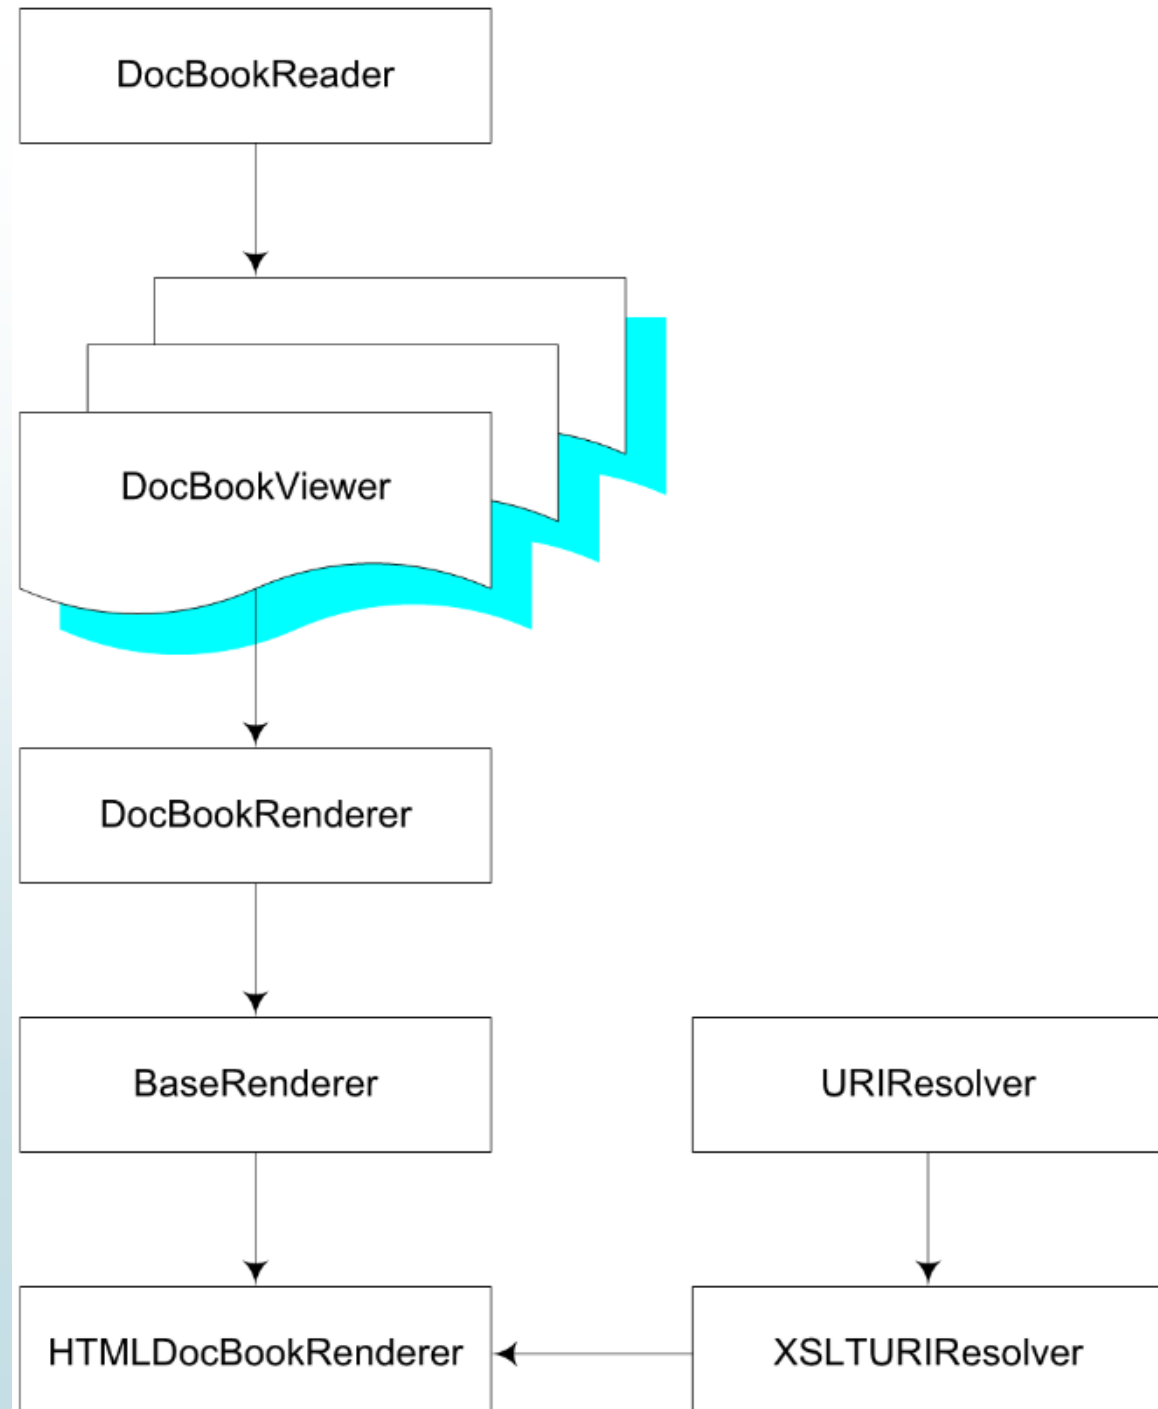 DocBookReader
DocBookViewer
DocBookRenderer
BaseRenderer
URIResolver
HTMLDocBookRenderer
XSLTURIResolver